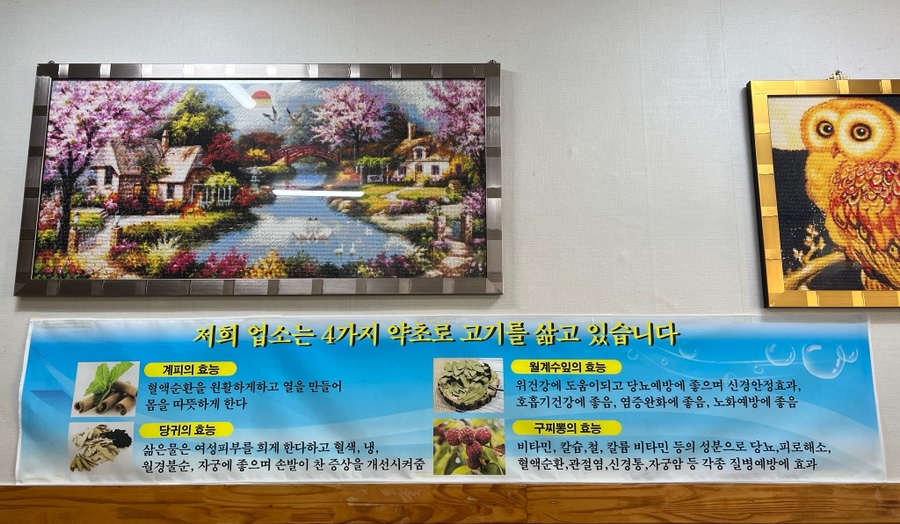 저희 업소는 4가지 약초로 고기를 삶고 있습니다
계피의 효능
혈액순환을 원활하게하고 열을 만들어
몸을 따뜻하게 한다
당귀의 효능
삶은물은 여성피부를 희게 한다하고 혈색, 냉,
월경불순, 자궁에 좋으며 손발이 찬 증상을 개선시켜줌
월계수잎의 효능
위건강에 도움이되고 당뇨예방에 좋으며 신경안정효과,
호흡기건강에 좋음, 염증완화에 좋음, 노화예방에 좋음
구찌뽕의 효능
비타민, 칼슘,철, 칼륨 비타민 등의 성분으로 당뇨,피로해소,
혈액순환,관절염,신경통,자궁암 등 각종 질병예방에 효과